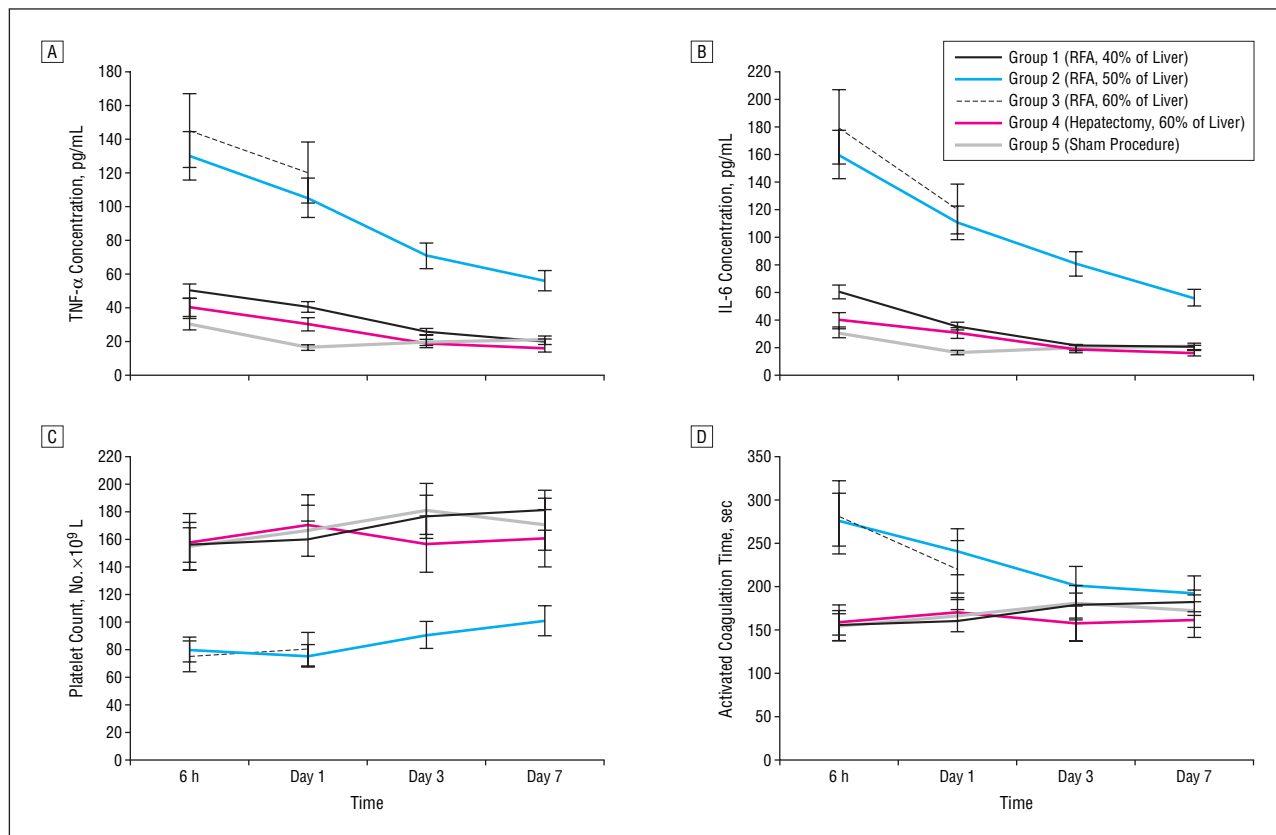 A
TNF-α Concentration, pg/mL
180
160
140
120
100
80
60
40
20
0
B
IL-6 Concentration, pg/mL
220
200
180
160
140
120
100
80
60
40
20
0
Group 1 (RFA, 40% of Liver)
Group 2 (RFA, 50% of Liver)
Group 3 (RFA, 60% of Liver)
Group 4 (Hepatectomy, 60% of Liver)
Group 5 (Sham Procedure)
C
Platelet Count, No. ×10⁹ L
220
200
180
160
140
120
100
80
60
40
20
0
6 h
Day 1
Day 3
Day 7
Time
D
Activated Coagulation Time, sec
350
300
250
200
150
100
50
0
6 h
Day 1
Day 3
Day 7
Time